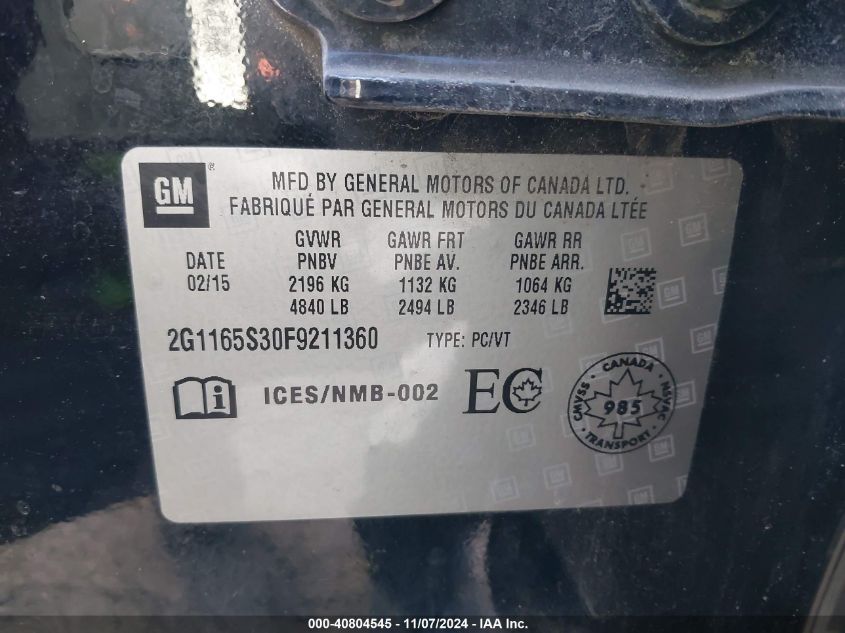 GM ®
MFD BY GENERAL MOTORS OF CANADA LTD.
FABRIQUÉ PAR GENERAL MOTORS DU CANADA LTÉE
GVWR GAWR FRT GAWR RR
DATE PNBV PNBE AV. PNBE ARR.
02/15 2196 KG 1132 KG 1064 KG
4840 LB 2494 LB 2346 LB
2G1165S30F9211360 TYPE: PC/VT
i ICES/NMB-002 EC
CANADA
CMVSS 985 NSVAC
TRANSPORT
000-40804545 - 11/07/2024 - IAA Inc.